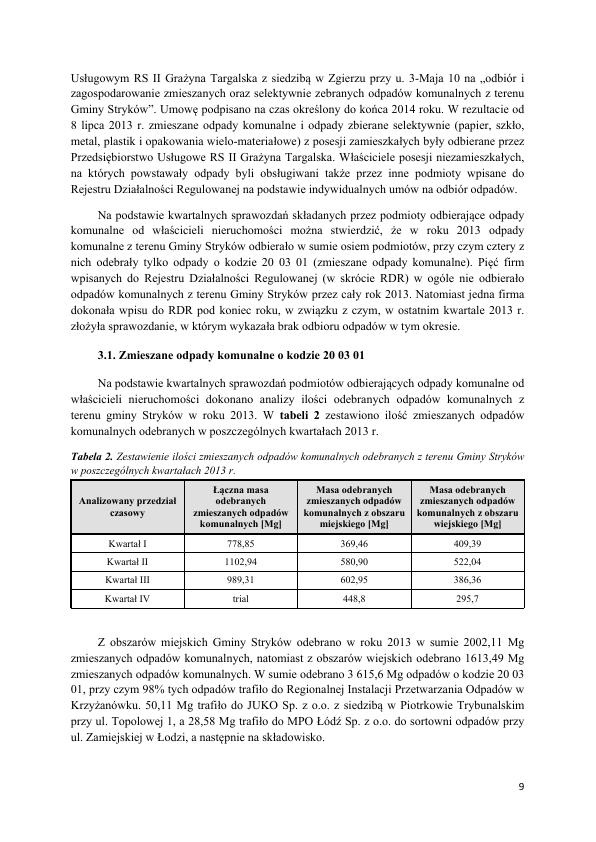 Usługowym RS II Grażyna Targalska z siedzibą w Zgierzu przy u. 3-Maja 10 na „odbiór i
zagospodarowanie zmieszanych oraz selektywnie zebranych odpadów komunalnych z terenu
Gminy Stryków”. Umowę podpisano na czas określony do końca 2014 roku. W rezultacie od
8 lipca 2013 r. zmieszane odpady komunalne i odpady zbierane selektywnie (papier, szkło,
metal, plastik i opakowania wielo-materiałowe) z posesji zamieszkałych były odbierane przez
Przedsiębiorstwo Usługowe RS II Grażyna Targalska. Właściciele posesji niezamieszkałych,
na których powstawały odpady byli obsługiwani także przez inne podmioty wpisane do
Rejestru Działalności Regulowanej na podstawie indywidualnych umów na odbiór odpadów.
Na podstawie kwartalnych sprawozdań składanych przez podmioty odbierające odpady
komunalne od właścicieli nieruchomości można stwierdzić, że w roku 2013 odpady
komunalne z terenu Gminy Stryków odbierało w sumie osiem podmiotów, przy czym cztery z
nich odebrały tylko odpady o kodzie 20 03 01 (zmieszane odpady komunalne). Pięć firm
wpisanych do Rejestru Działalności Regulowanej (w skrócie RDR) w ogóle nie odbierało
odpadów komunalnych z terenu Gminy Stryków przez cały rok 2013. Natomiast jedna firma
dokonała wpisu do RDR pod koniec roku, w związku z czym, w ostatnim kwartale 2013 r.
złożyła sprawozdanie, w którym wykazała brak odbioru odpadów w tym okresie.
3.1. Zmieszane odpady komunalne o kodzie 20 03 01
Na podstawie kwartalnych sprawozdań podmiotów odbierających odpady komunalne od
właścicieli nieruchomości dokonano analizy ilości odebranych odpadów komunalnych z
terenu gminy Stryków w roku 2013. W tabeli 2 zestawiono ilość zmieszanych odpadów
komunalnych odebranych w poszczególnych kwartałach 2013 r.
Tabela 2. Zestawienie ilości zmieszanych odpadów komunalnych odebranych z terenu Gminy Stryków
w poszczególnych kwartałach 2013 r.
Analizowany przedział
czasowy
Łączna masa
odebranych
zmieszanych odpadów
komunalnych [Mg]
Masa odebranych
zmieszanych odpadów
komunalnych z obszaru
miejskiego [Mg]
Masa odebranych
zmieszanych odpadów
komunalnych z obszaru
wiejskiego [Mg]
Kwartał I 778,85 369,46 409,39
Kwartał II 1102,94 580,90 522,04
Kwartał III 989,31 602,95 386,36
Kwartał IV trial 448,8 295,7
Z obszarów miejskich Gminy Stryków odebrano w roku 2013 w sumie 2002,11 Mg
zmieszanych odpadów komunalnych, natomiast z obszarów wiejskich odebrano 1613,49 Mg
zmieszanych odpadów komunalnych. W sumie odebrano 3 615,6 Mg odpadów o kodzie 20 03
01, przy czym 98% tych odpadów trafiło do Regionalnej Instalacji Przetwarzania Odpadów w
Krzyżanówku. 50,11 Mg trafiło do JUKO Sp. z o.o. z siedzibą w Piotrkowie Trybunalskim
przy ul. Topolowej 1, a 28,58 Mg trafiło do MPO Łódź Sp. z o.o. do sortowni odpadów przy
ul. Zamiejskiej w Łodzi, a następnie na składowisko.
9